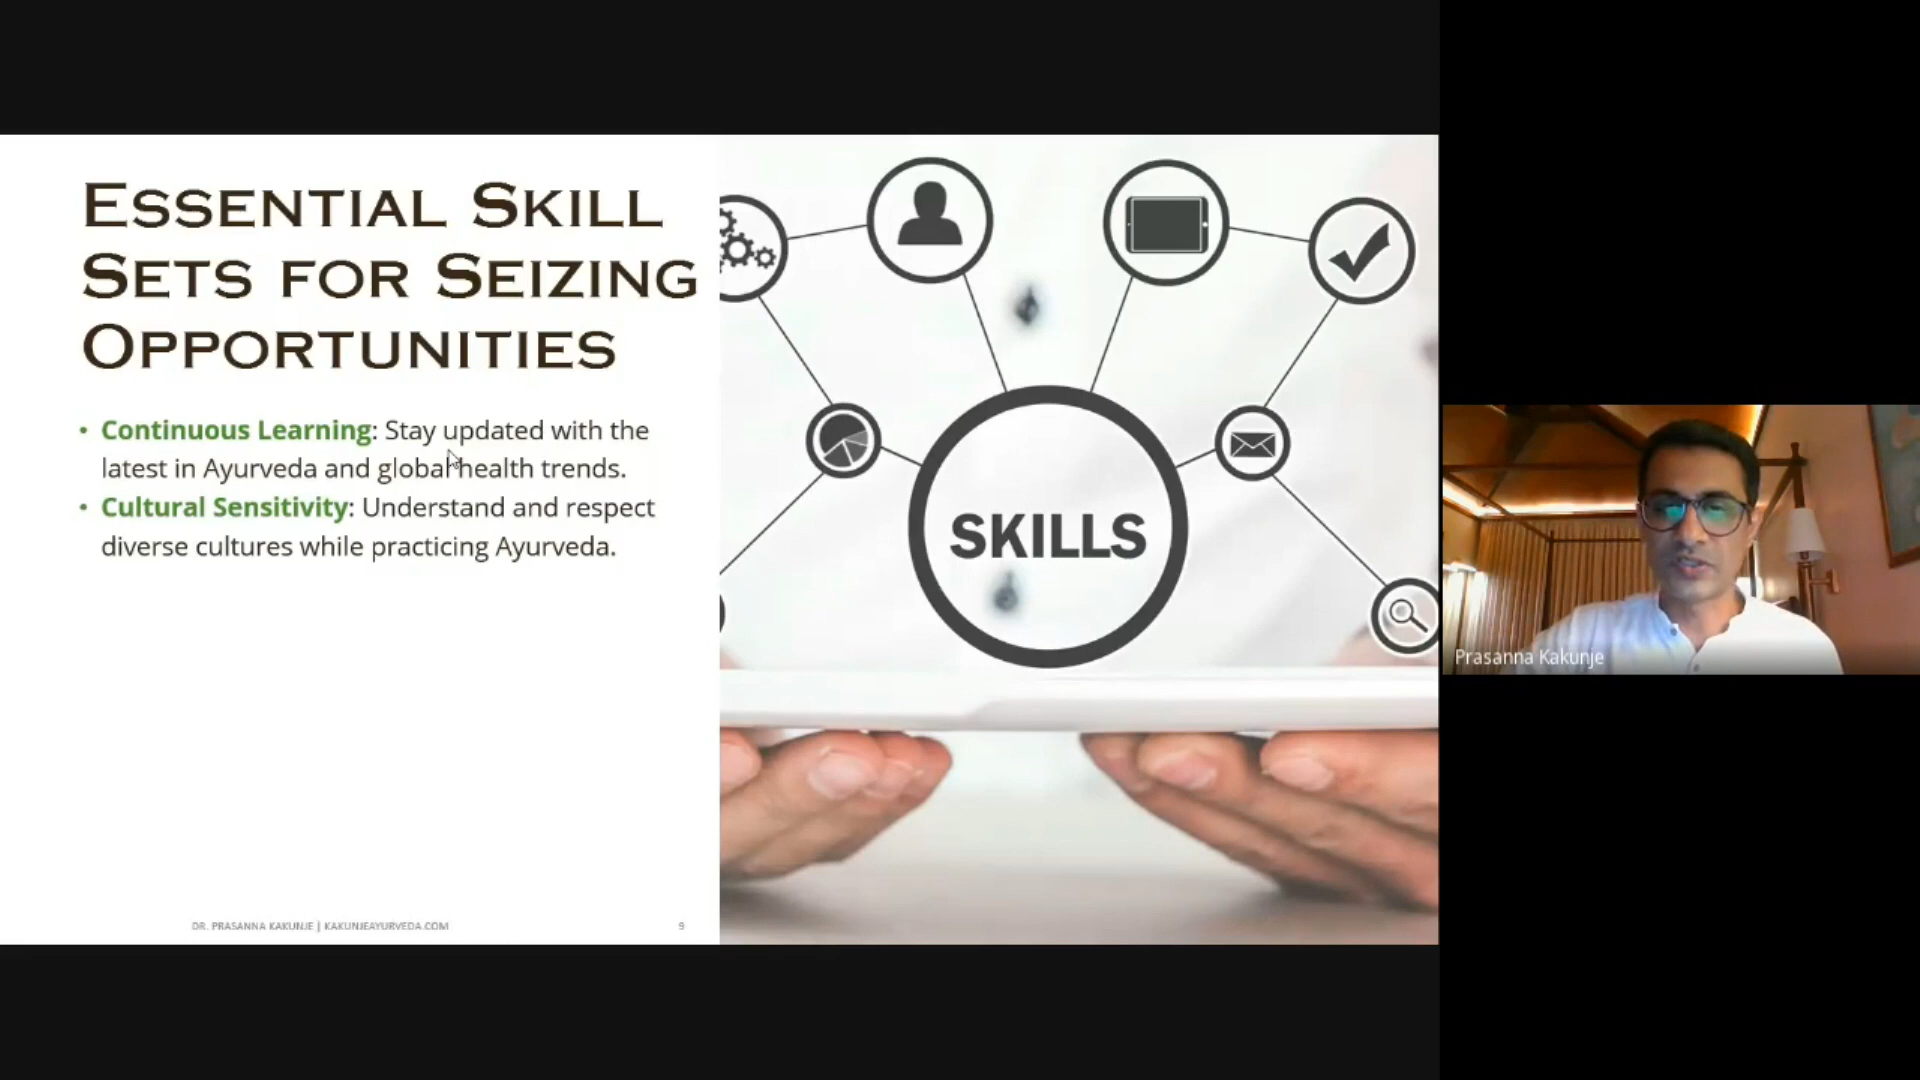 ESSENTIAL SKILL
SETS FOR SEIZING
OPPORTUNITIES
• Continuous Learning: Stay updated with the
latest in Ayurveda and global health trends.
• Cultural Sensitivity: Understand and respect
diverse cultures while practicing Ayurveda.
DR. PRASANNA KAKUNJE | KAKUNJEAYURVEDA.COM
9
SKILLS
Prasanna Kakunje